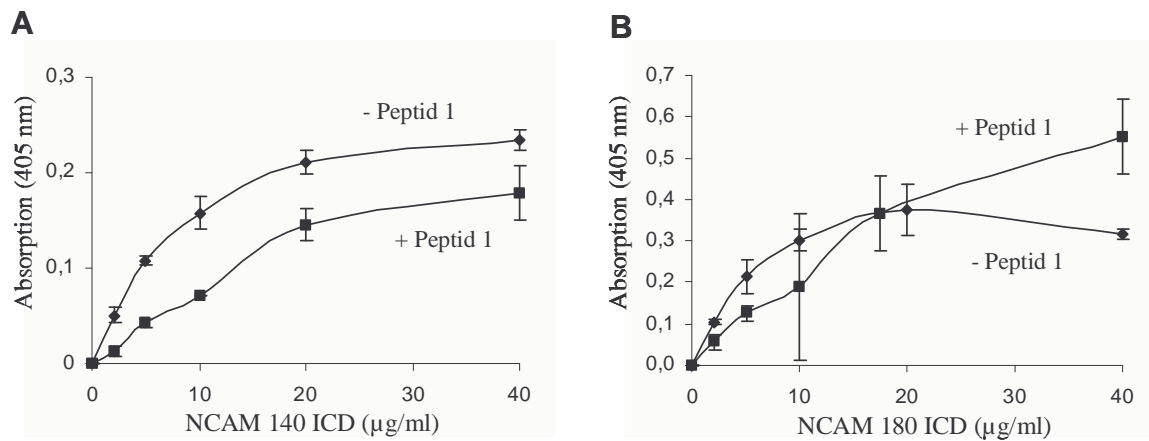 A
0,3
0,2
0,1
0
Absorption (405 nm)
- Peptid 1
+ Peptid 1
0 10 20 30 40
NCAM 140 ICD (µg/ml)
B
0,7
0,6
0,5
0,4
0,3
0,2
0,1
0,0
Absorption (405 nm)
+ Peptid 1
- Peptid 1
0 10 20 30 40
NCAM 180 ICD (µg/ml)